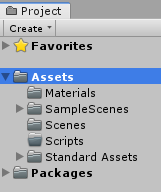 Project
Create
Favorites
Assets
Materials
SampleScenes
Scenes
Scripts
Standard Assets
Packages